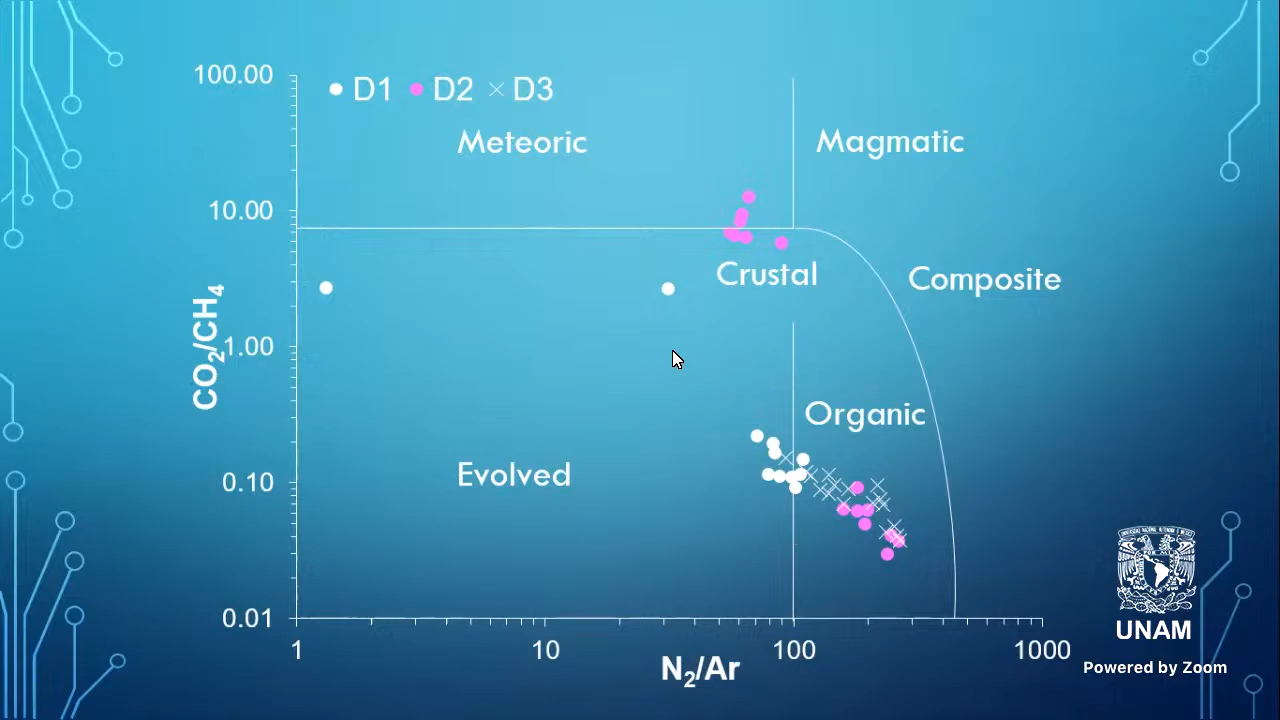 100.00
D1 D2 D3
Meteoric
Magmatic
10.00
Crustal
Composite
CO2/CH4
1.00
Organic
Evolved
0.10
0.01
1
10
100
1000
N2/Ar
UNAM
Powered by Zoom